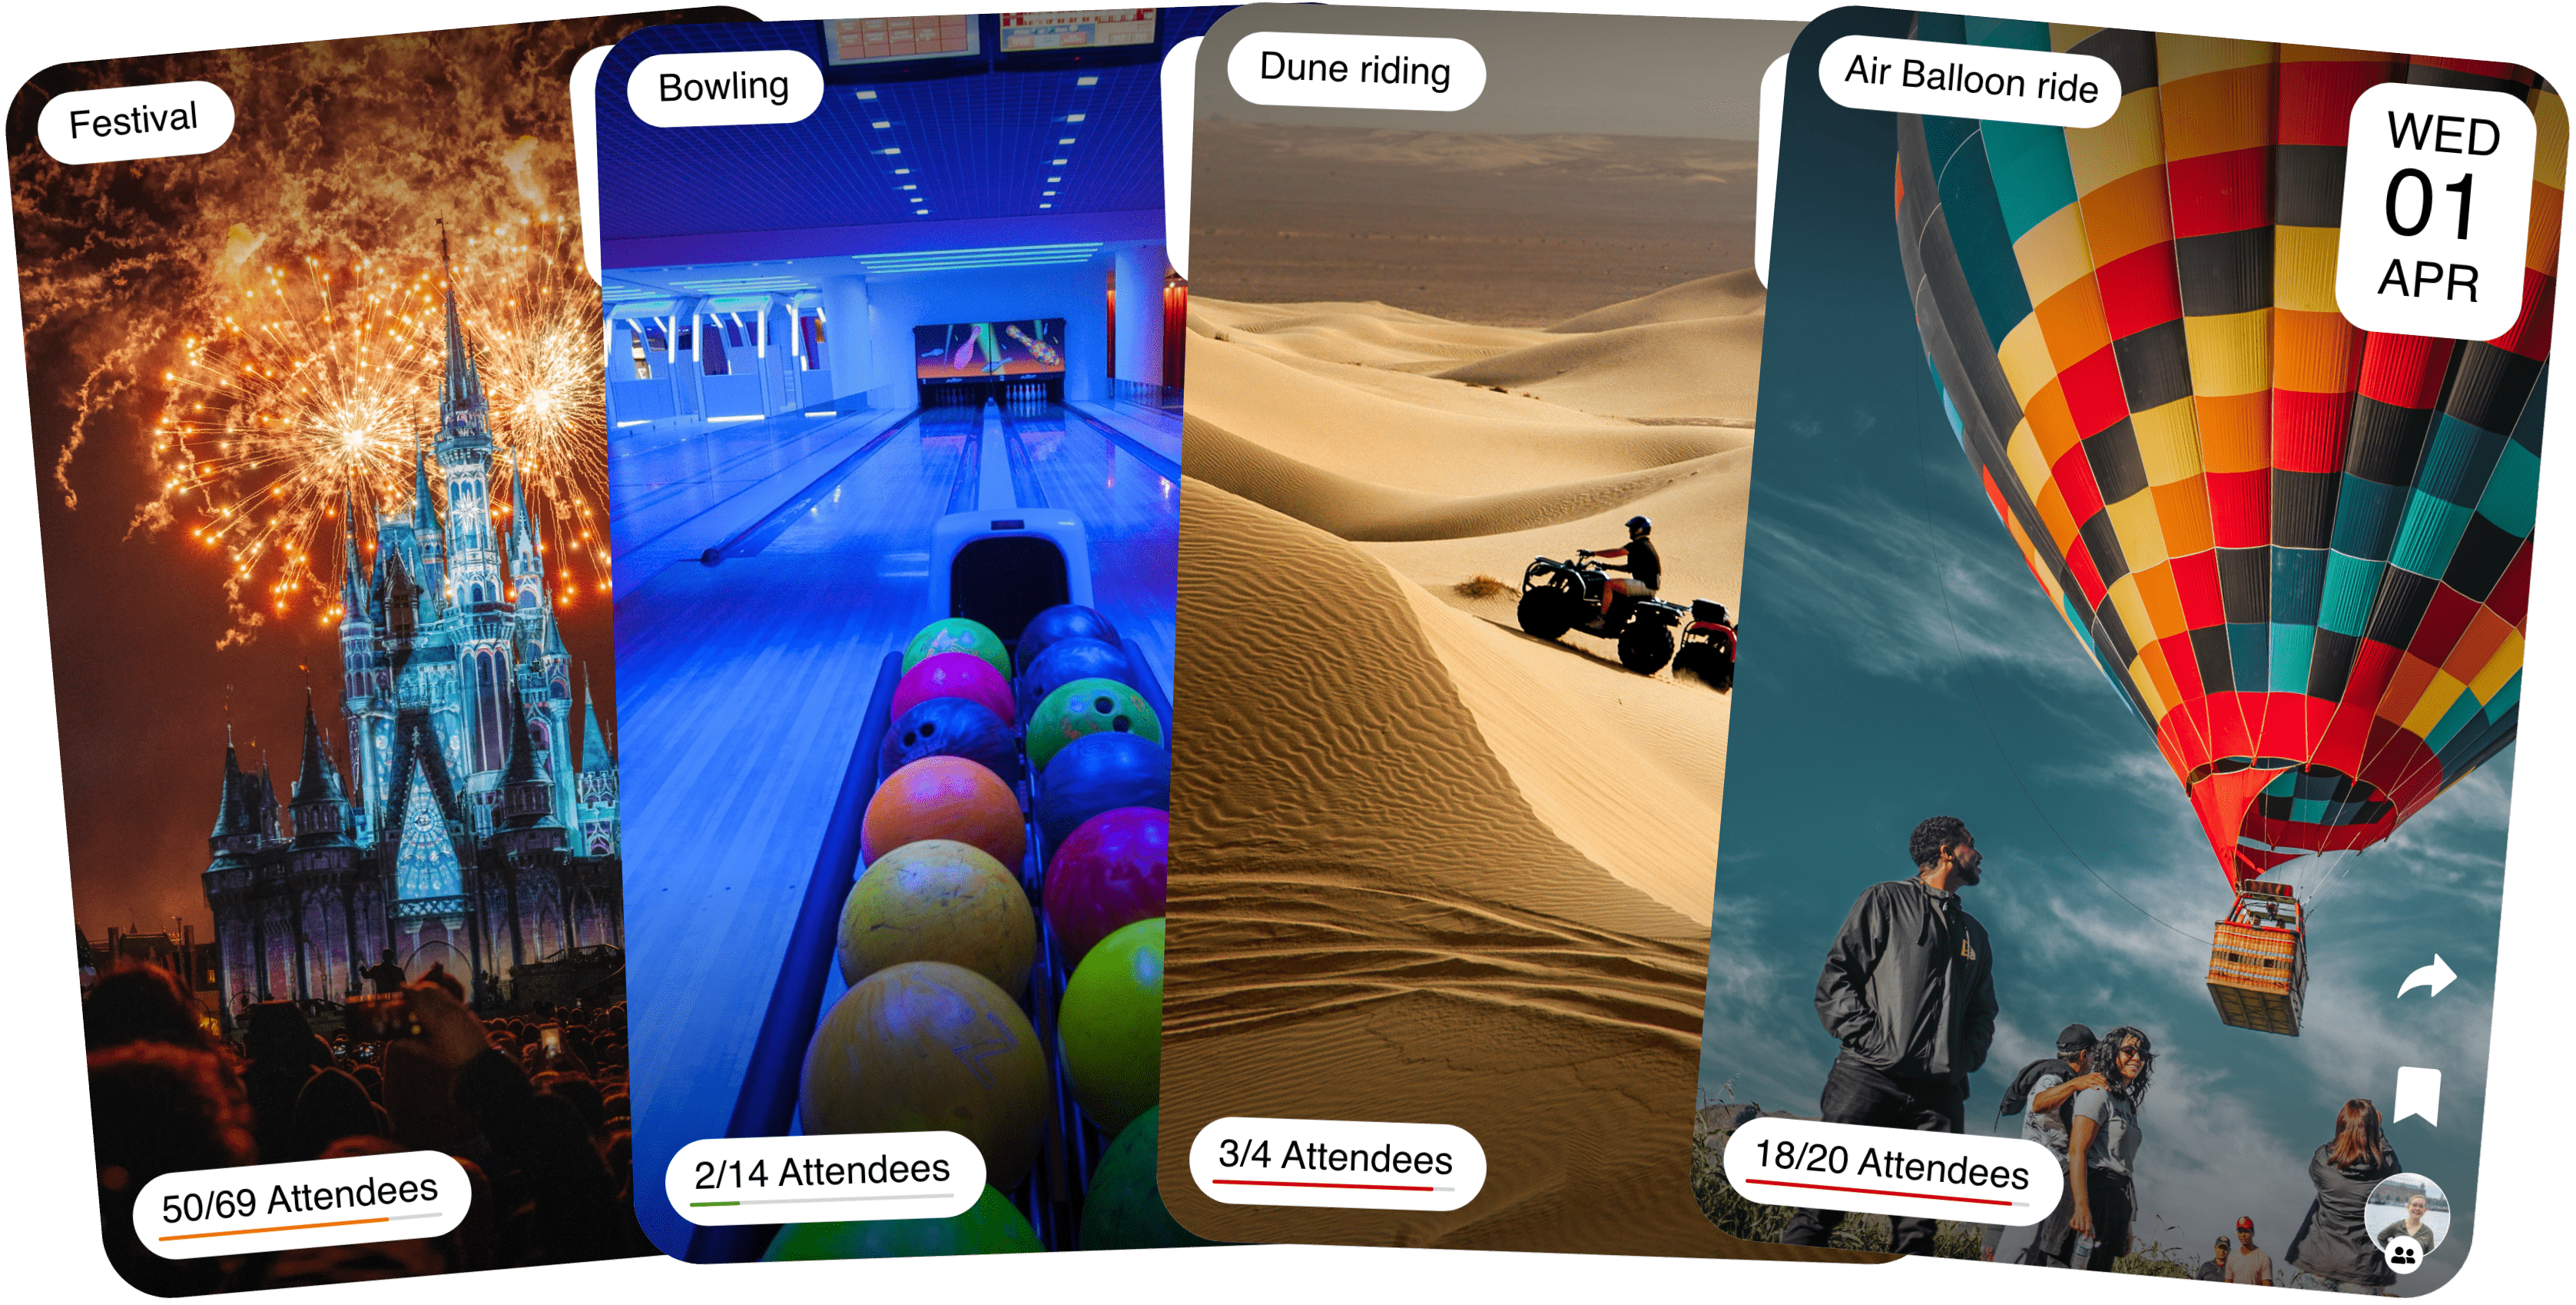 Festival
50/69 Attendees
Bowling
2/14 Attendees
Dune riding
3/4 Attendees
Air Balloon ride
WED
01
APR
18/20 Attendees